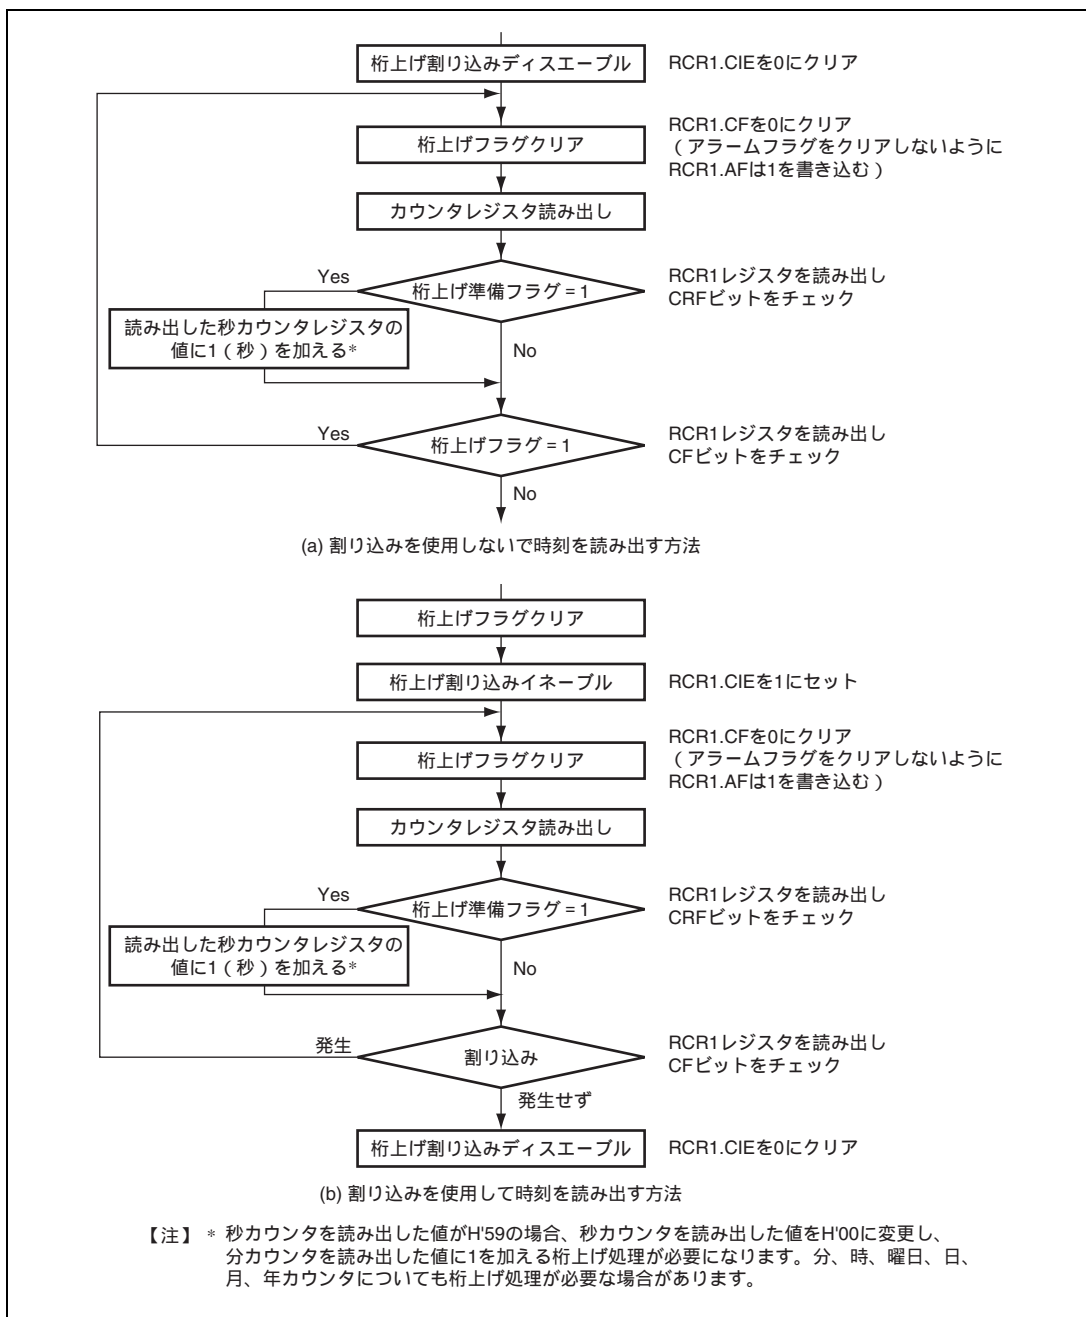 桁上げ割り込みディスエーブル
RCR1.CIEを0にクリア
桁上げフラグクリア
RCR1.CFを0にクリア
（アラームフラグをクリアしないように
RCR1.AFは1を書き込む）
カウンタレジスタ読み出し
Yes
桁上げ準備フラグ = 1
RCR1レジスタを読み出し
CRFビットをチェック
読み出した秒カウンタレジスタの
値に1（秒）を加える*
No
Yes
桁上げフラグ = 1
RCR1レジスタを読み出し
CFビットをチェック
No
(a) 割り込みを使用しないで時刻を読み出す方法
桁上げフラグクリア
桁上げ割り込みイネーブル
RCR1.CIEを1にセット
桁上げフラグクリア
RCR1.CFを0にクリア
（アラームフラグをクリアしないように
RCR1.AFは1を書き込む）
カウンタレジスタ読み出し
Yes
桁上げ準備フラグ = 1
RCR1レジスタを読み出し
CRFビットをチェック
読み出した秒カウンタレジスタの
値に1（秒）を加える*
No
発生
割り込み
RCR1レジスタを読み出し
CFビットをチェック
発生せず
桁上げ割り込みディスエーブル
RCR1.CIEを0にクリア
(b) 割り込みを使用して時刻を読み出す方法
【注】 * 秒カウンタを読み出した値がH'59の場合、秒カウンタを読み出した値をH'00に変更し、
分カウンタを読み出した値に1を加える桁上げ処理が必要になります。分、時、曜日、日、
月、年カウンタについても桁上げ処理が必要な場合があります。